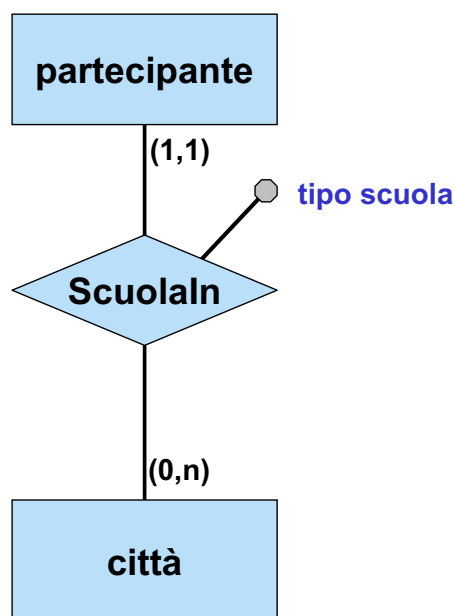 partecipante
(1,1)
tipo scuola
ScuolaIn
(0,n)
città